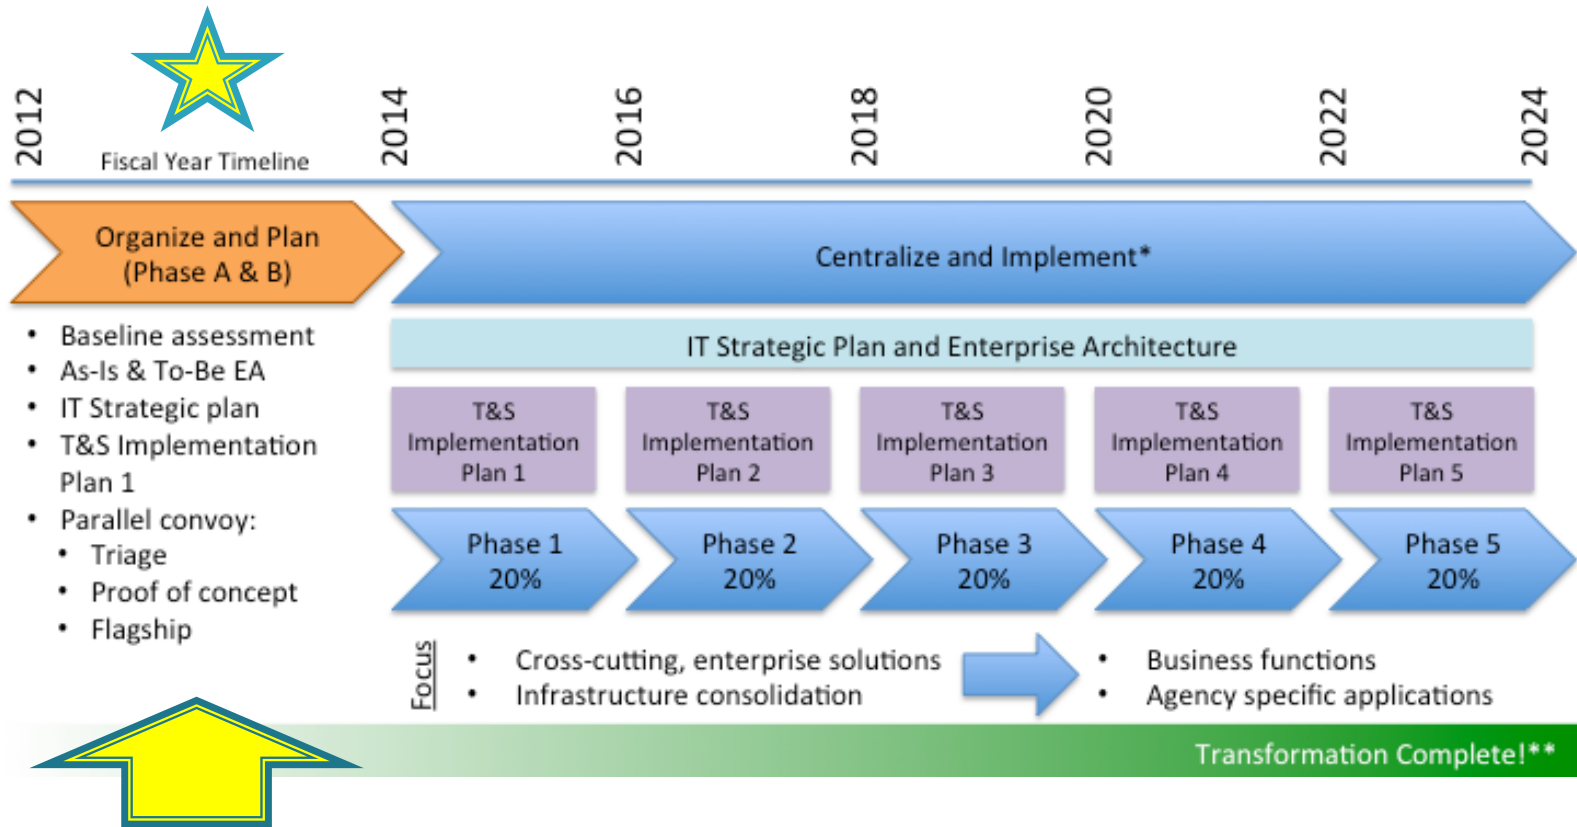 2012
2014
2016
2018
2020
2022
2024
Fiscal Year Timeline
Organize and Plan
(Phase A & B)
Centralize and Implement*
• Baseline assessment
• As-Is & To-Be EA
• IT Strategic plan
• T&S Implementation
Plan 1
• Parallel convoy:
• Triage
• Proof of concept
• Flagship
IT Strategic Plan and Enterprise Architecture
T&S
Implementation
Plan 1
T&S
Implementation
Plan 2
T&S
Implementation
Plan 3
T&S
Implementation
Plan 4
T&S
Implementation
Plan 5
Phase 1
20%
Phase 2
20%
Phase 3
20%
Phase 4
20%
Phase 5
20%
Focus
• Cross-cutting, enterprise solutions
• Infrastructure consolidation
• Business functions
• Agency specific applications
Transformation Complete!**